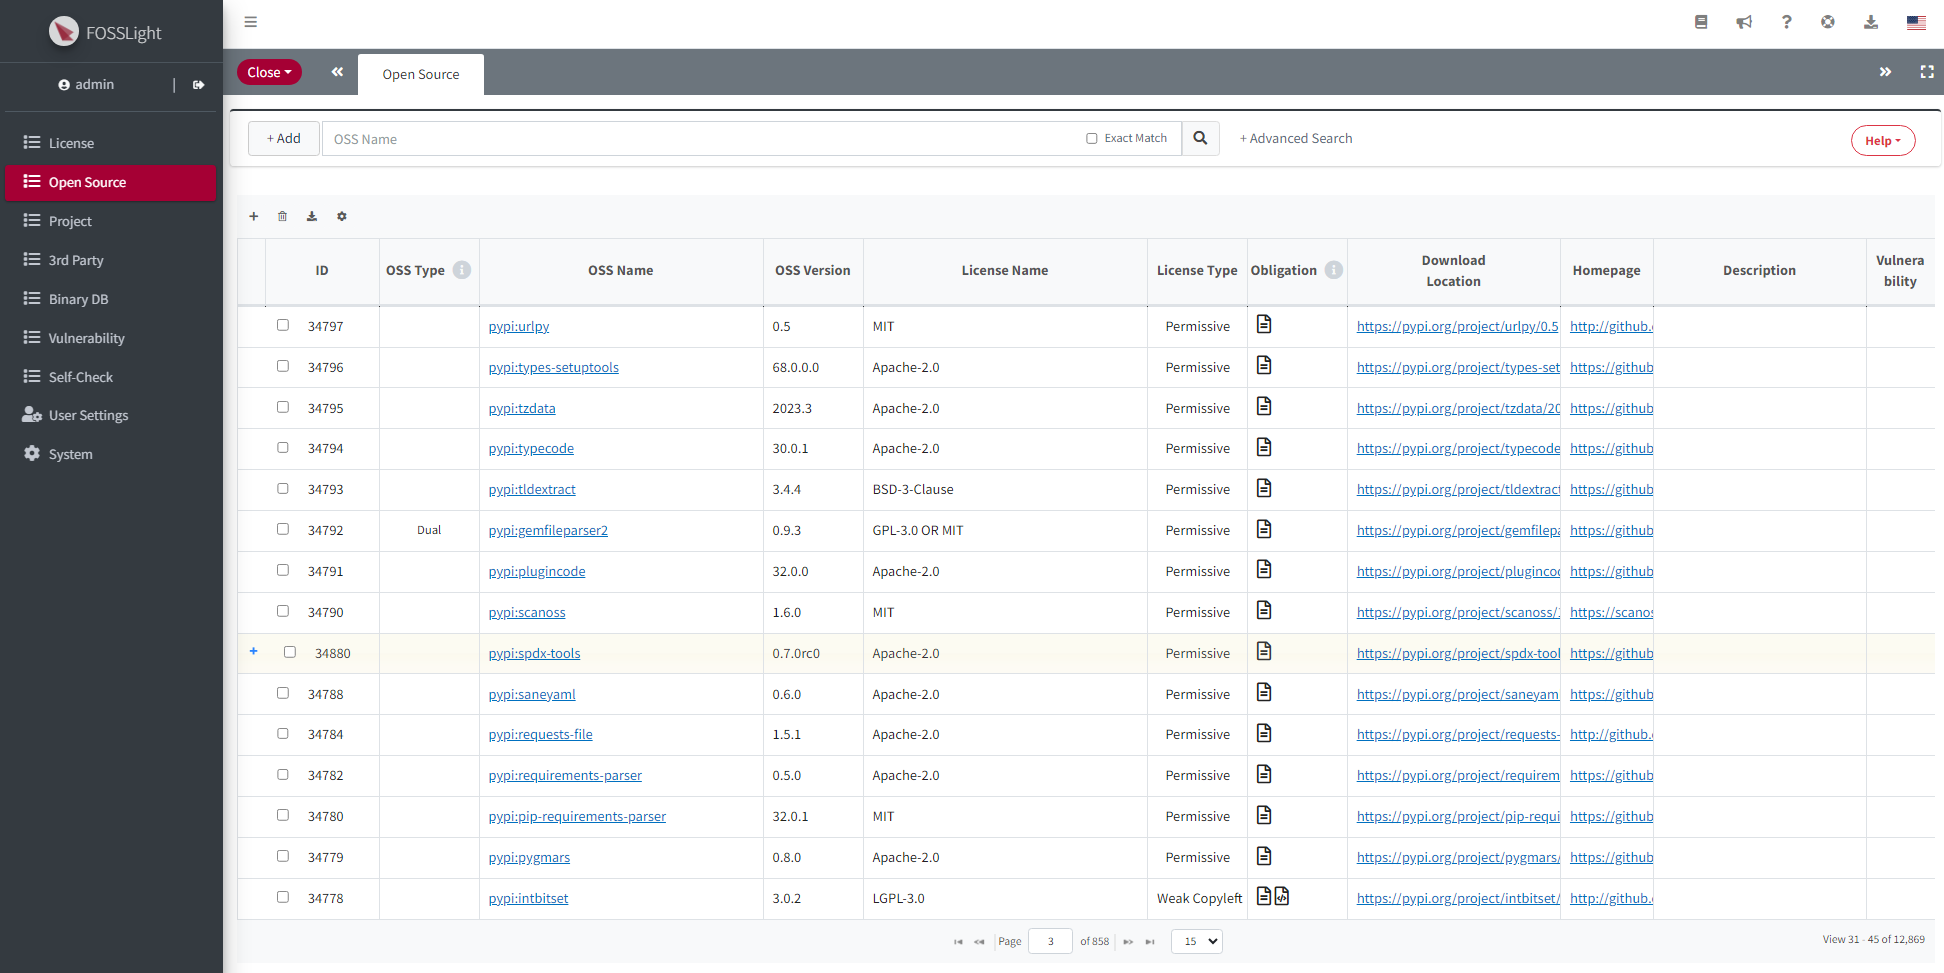 FOSSLight
admin
License
Open Source
Project
3rd Party
Binary DB
Vulnerability
Self-Check
User Settings
System
Close
Open Source
+ Add
OSS Name
Exact Match
+ Advanced Search
Help
ID OSS Type OSS Name OSS Version License Name License Type Obligation Download Location Homepage Description Vulnerability
34797 pypi:urlpy 0.5 MIT Permissive https://pypi.org/project/urlpy/0.5 http://github.
34796 pypi:types-setuptools 68.0.0.0 Apache-2.0 Permissive https://pypi.org/project/types-set https://github
34795 pypi:tzdata 2023.3 Apache-2.0 Permissive https://pypi.org/project/tzdata/20 https://github
34794 pypi:typecode 30.0.1 Apache-2.0 Permissive https://pypi.org/project/typecode https://github
34793 pypi:tldextract 3.4.4 BSD-3-Clause Permissive https://pypi.org/project/tldextract https://github
34792 Dual pypi:gemfileparser2 0.9.3 GPL-3.0 OR MIT Permissive https://pypi.org/project/gemfilepa https://github
34791 pypi:plugincode 32.0.0 Apache-2.0 Permissive https://pypi.org/project/plugincod https://github
34790 pypi:scanoss 1.6.0 MIT Permissive https://pypi.org/project/scanoss/ https://scanos
34880 pypi:spdx-tools 0.7.0rc0 Apache-2.0 Permissive https://pypi.org/project/spdx-tool https://github
34788 pypi:saneyaml 0.6.0 Apache-2.0 Permissive https://pypi.org/project/saneyam https://github
34784 pypi:requests-file 1.5.1 Apache-2.0 Permissive https://pypi.org/project/requests- http://github.
34782 pypi:requirements-parser 0.5.0 Apache-2.0 Permissive https://pypi.org/project/requirem https://github
34780 pypi:pip-requirements-parser 32.0.1 MIT Permissive https://pypi.org/project/pip-requi https://github
34779 pypi:pygmars 0.8.0 Apache-2.0 Permissive https://pypi.org/project/pygmars/ https://github
34778 pypi:intbitset 3.0.2 LGPL-3.0 Weak Copyleft https://pypi.org/project/intbitset/ http://github.
Page 3 of 858 15 View 31 - 45 of 12,869